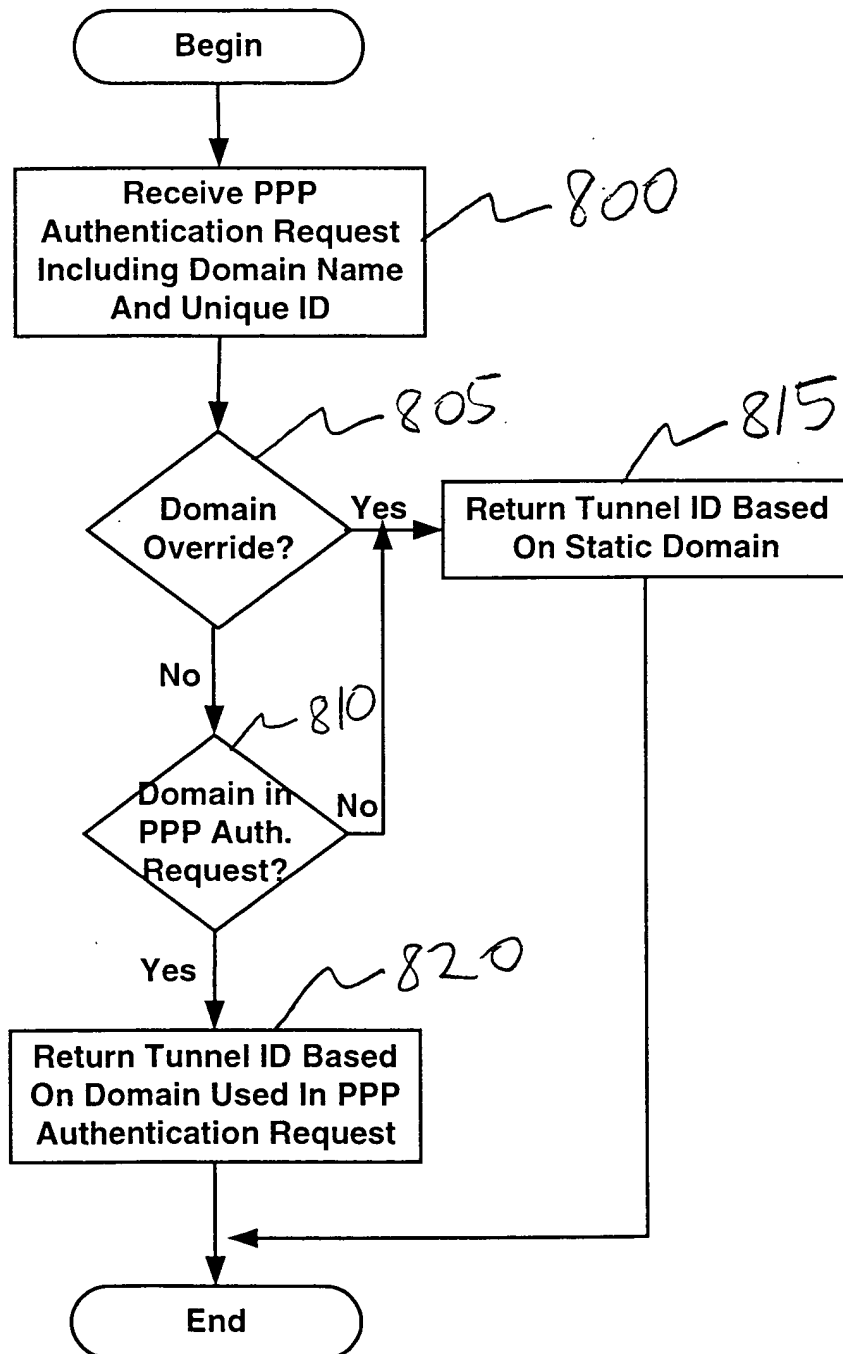 Begin
Receive PPP
Authentication Request
Including Domain Name
And Unique ID
800
805
815
Domain
Override?
Yes
Return Tunnel ID Based
On Static Domain
No
810
Domain in
PPP Auth.
Request?
No
Yes
820
Return Tunnel ID Based
On Domain Used In PPP
Authentication Request
End